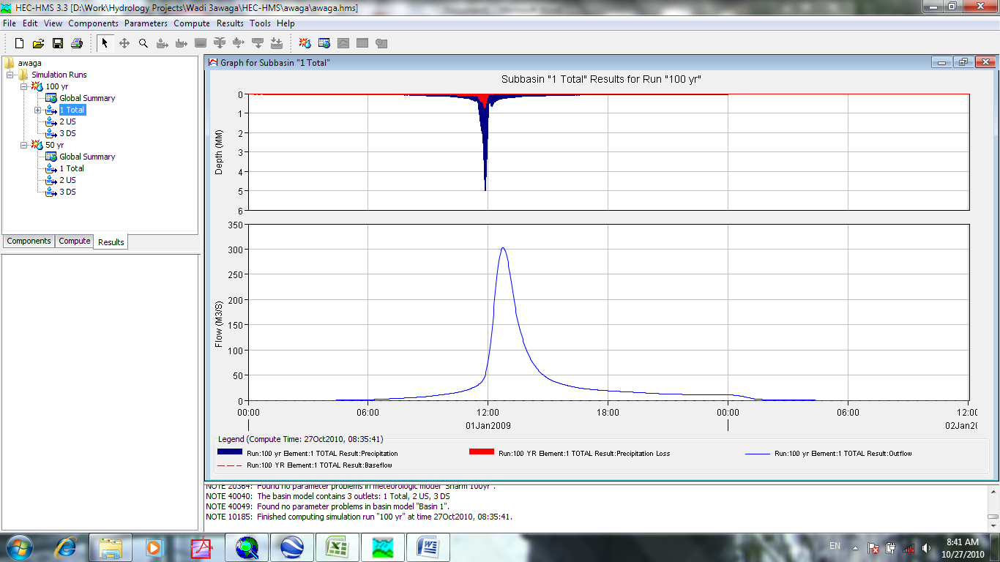 HEC-HMS 3.3 [D:\Work\Hydrology Projects\Wadi 3awaga\HEC-HMS\awaga\awaga.hms]
File Edit View Components Parameters Compute Results Tools Help
awaga
Simulation Runs
100 yr
Global Summary
1 Total
2 US
3 DS
50 yr
Global Summary
1 Total
2 US
3 DS
Components Compute Results
Graph for Subbasin "1 Total"
Subbasin "1 Total" Results for Run "100 yr"
0
1
2
3
4
5
6
Depth (MM)
350
300
250
200
150
100
50
0
Flow (M3/S)
00:00 06:00 12:00 18:00 00:00 06:00 12:00
01Jan2009 02Jan20
Legend (Compute Time: 27Oct2010, 08:35:41)
Run:100 yr Element:1 TOTAL Result:Precipitation Run:100 YR Element:1 TOTAL Result:Precipitation Loss Run:100 yr Element:1 TOTAL Result:Outflow
Run:100 YR Element:1 TOTAL Result:Baseflow
NOTE 20364: Found no parameter problems in meteorologic model "Sharm 100yr".
NOTE 40040: The basin model contains 3 outlets: 1 Total, 2 US, 3 DS
NOTE 40049: Found no parameter problems in basin model "Basin 1".
NOTE 10185: Finished computing simulation run "100 yr" at time 27Oct2010, 08:35:41.
EN
8:41 AM
10/27/2010